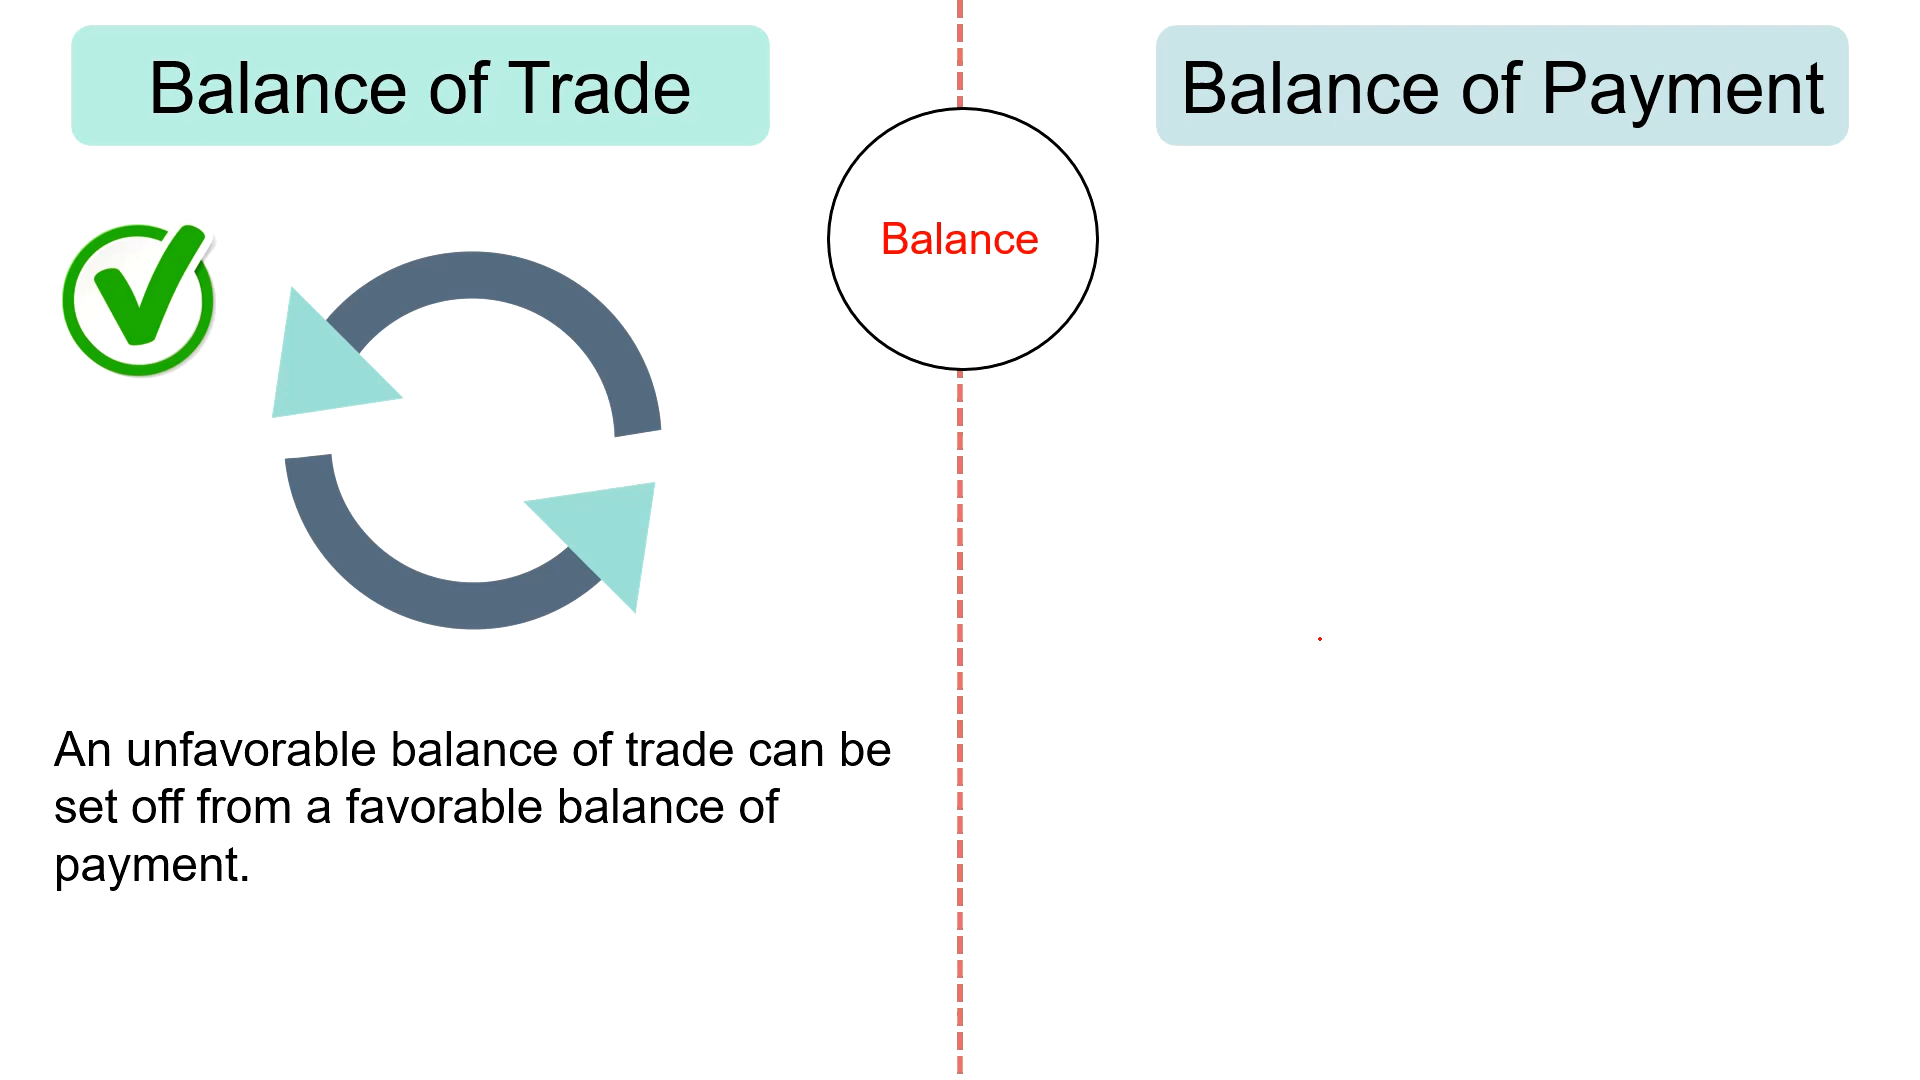 Balance of Trade
Balance of Payment
Balance
An unfavorable balance of trade can be
set off from a favorable balance of
payment.